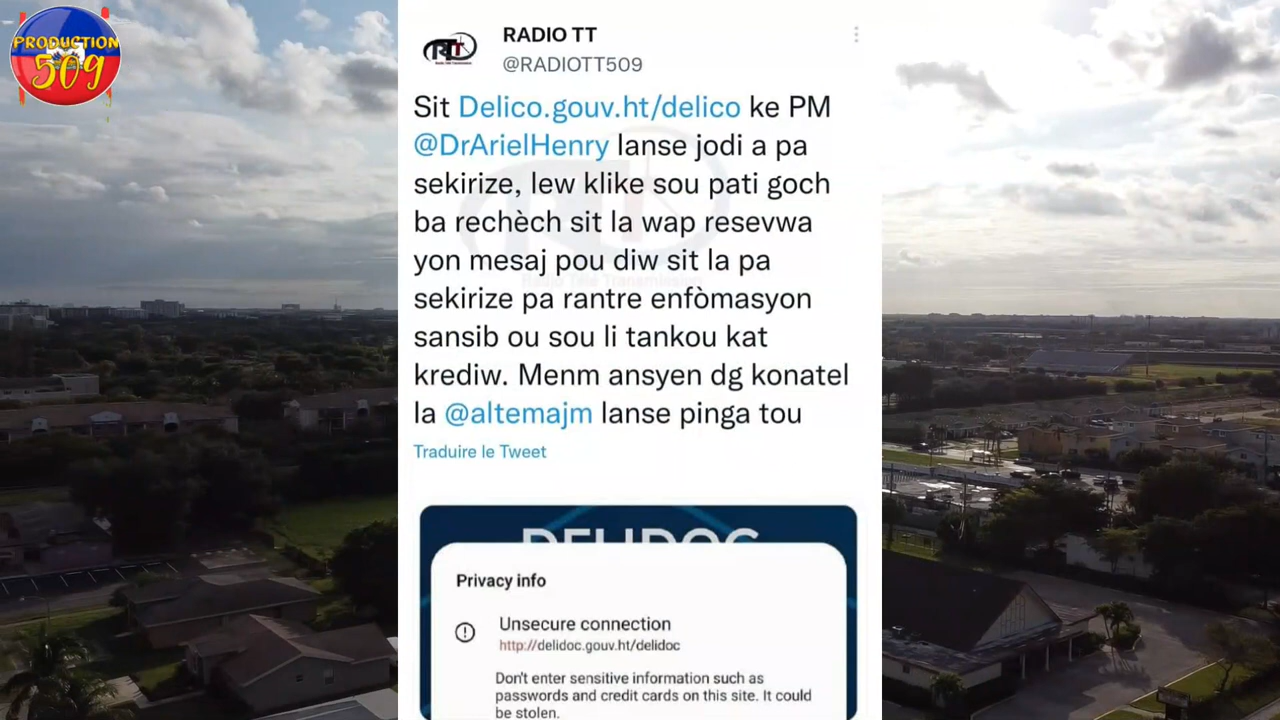 PRODUCTION
509
RADIO TT
@RADIOTT509
Sit Delico.gouv.ht/delico ke PM
@DrArielHenry lanse jodi a pa
sekirize, lew klike sou pati goch
ba rechèch sit la wap resevwa
yon mesaj pou diw sit la pa
sekirize pa rantre enfòmasyon
sansib ou sou li tankou kat
krediw. Menm ansyen dg konatel
la @altemajm lanse pinga tou
Traduire le Tweet
DELIDOC
Privacy info
Unsecure connection
http://delidoc.gouv.ht/delidoc
Don't enter sensitive information such as
passwords and credit cards on this site. It could
be stolen.